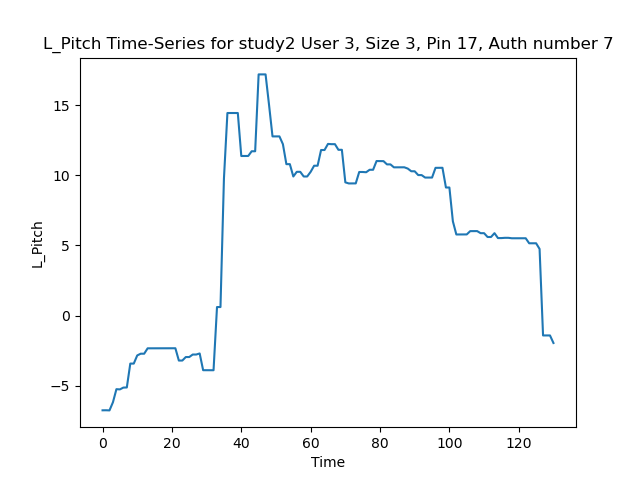 L_Pitch Time-Series for study2 User 3, Size 3, Pin 17, Auth number 7
15
10
5
0
−5
L_Pitch
0 20 40 60 80 100 120
Time